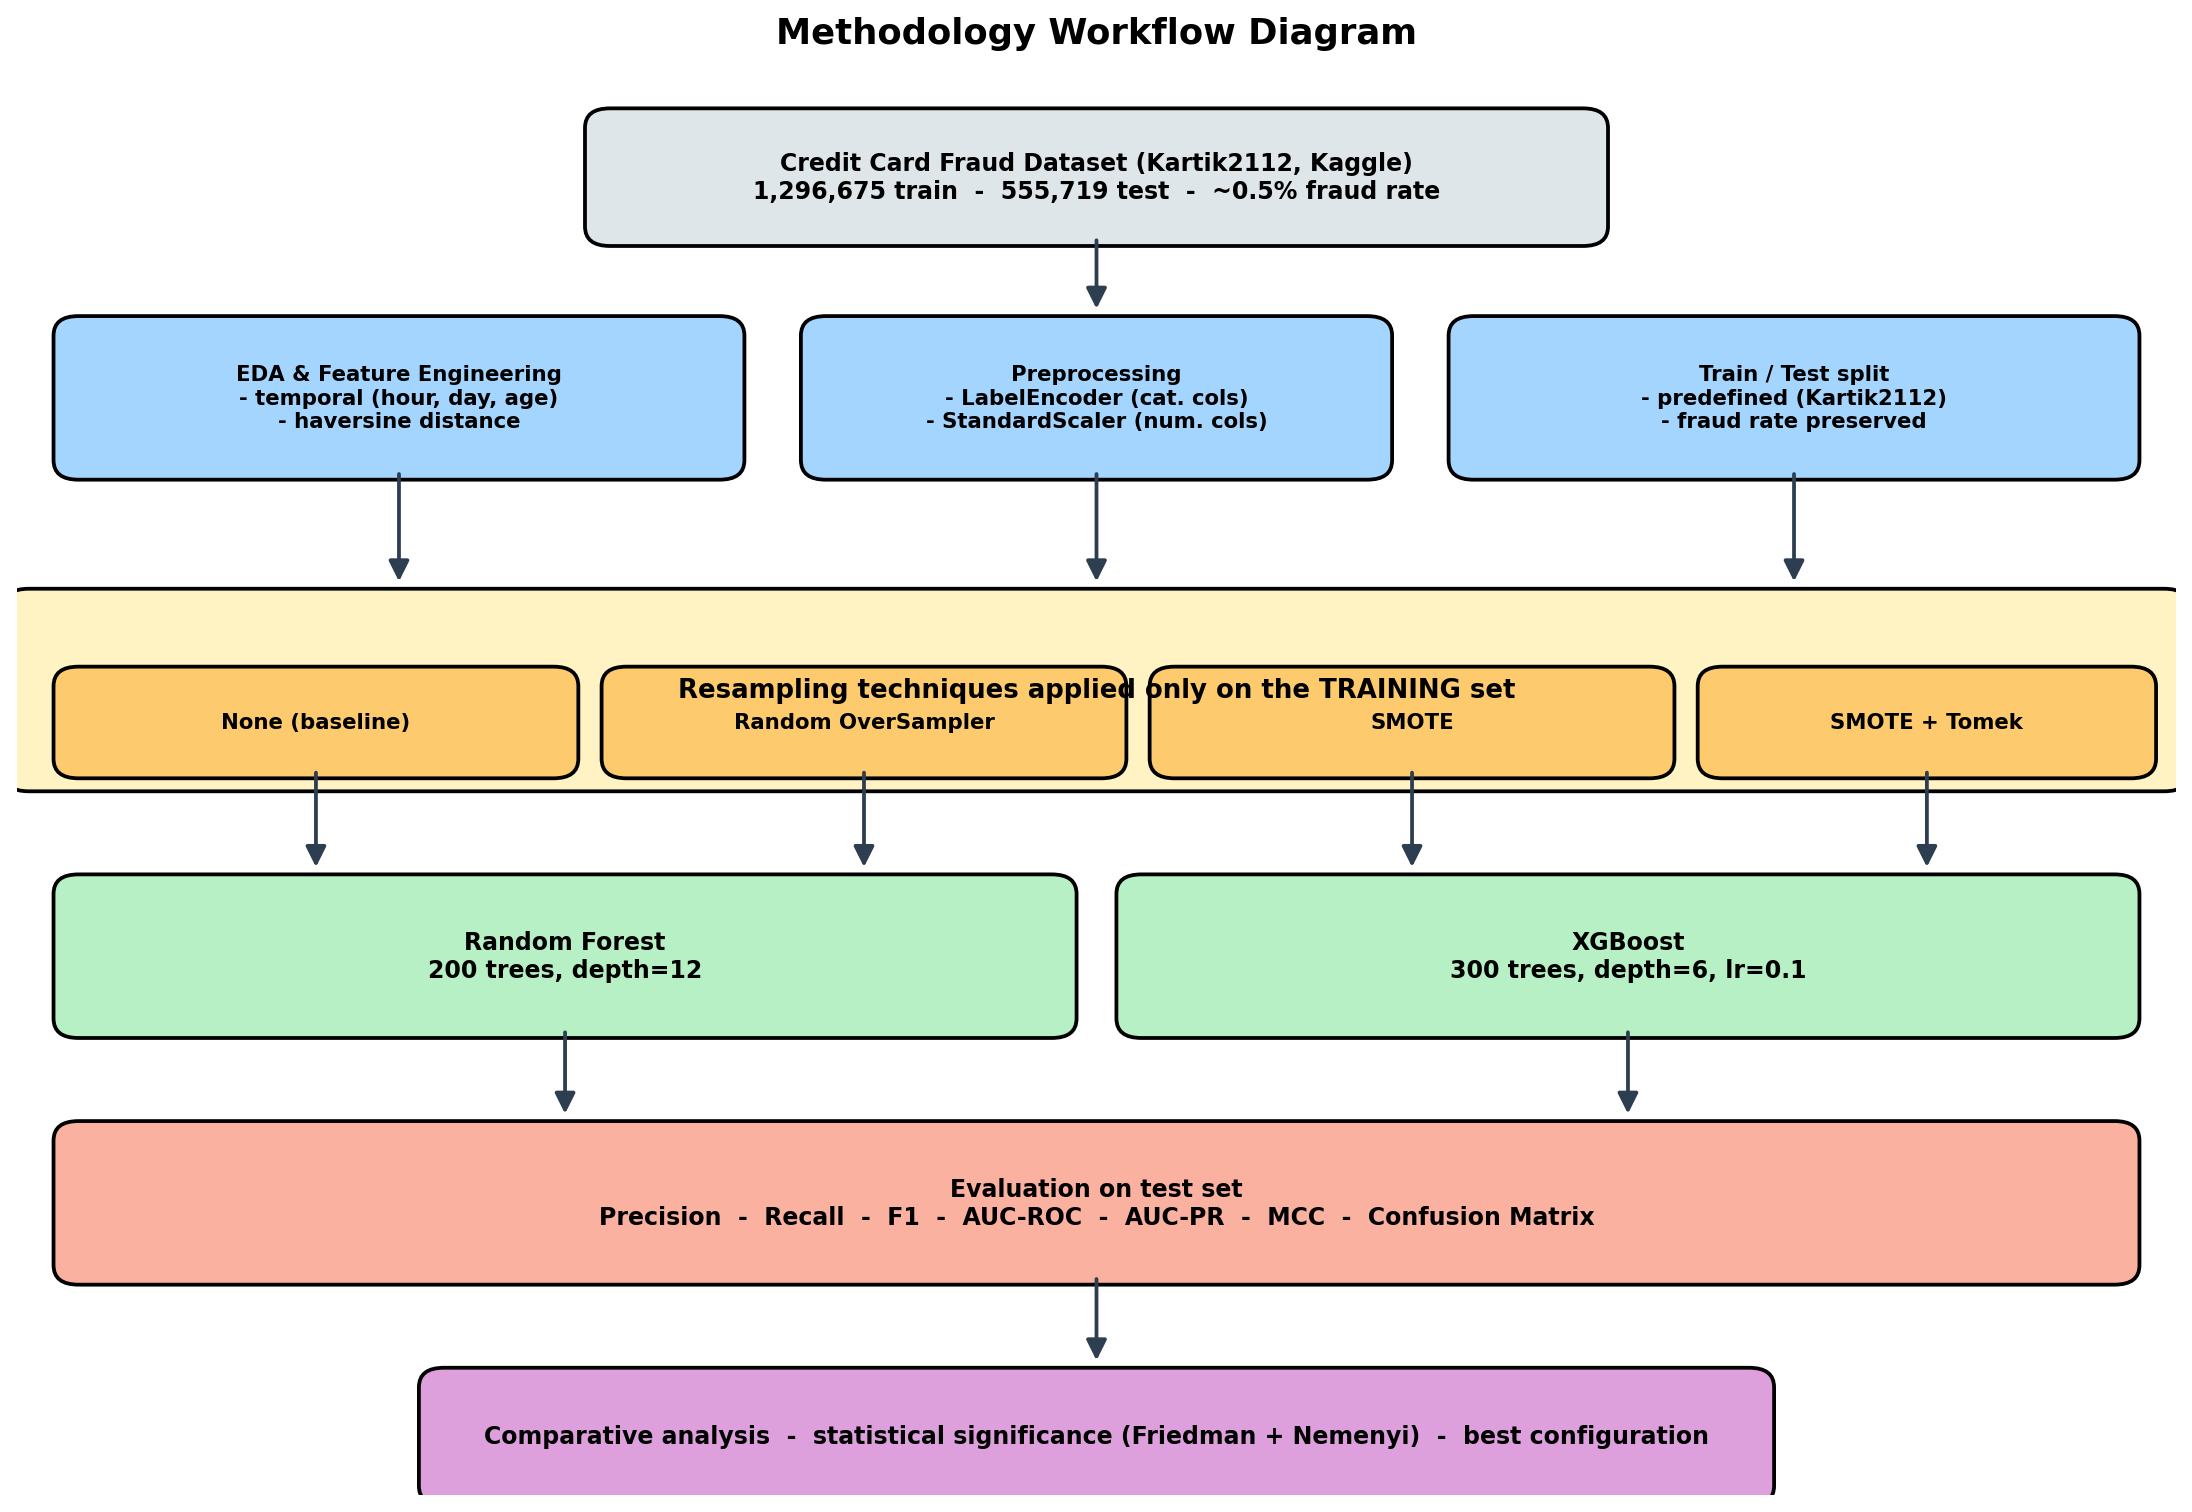 Methodology Workflow Diagram
Credit Card Fraud Dataset (Kartik2112, Kaggle)
1,296,675 train - 555,719 test - ~0.5% fraud rate
EDA & Feature Engineering
- temporal (hour, day, age)
- haversine distance
Preprocessing
- LabelEncoder (cat. cols)
- StandardScaler (num. cols)
Train / Test split
- predefined (Kartik2112)
- fraud rate preserved
Resampling techniques applied only on the TRAINING set
None (baseline)
Random OverSampler
SMOTE
SMOTE + Tomek
Random Forest
200 trees, depth=12
XGBoost
300 trees, depth=6, lr=0.1
Evaluation on test set
Precision - Recall - F1 - AUC-ROC - AUC-PR - MCC - Confusion Matrix
Comparative analysis - statistical significance (Friedman + Nemenyi) - best configuration